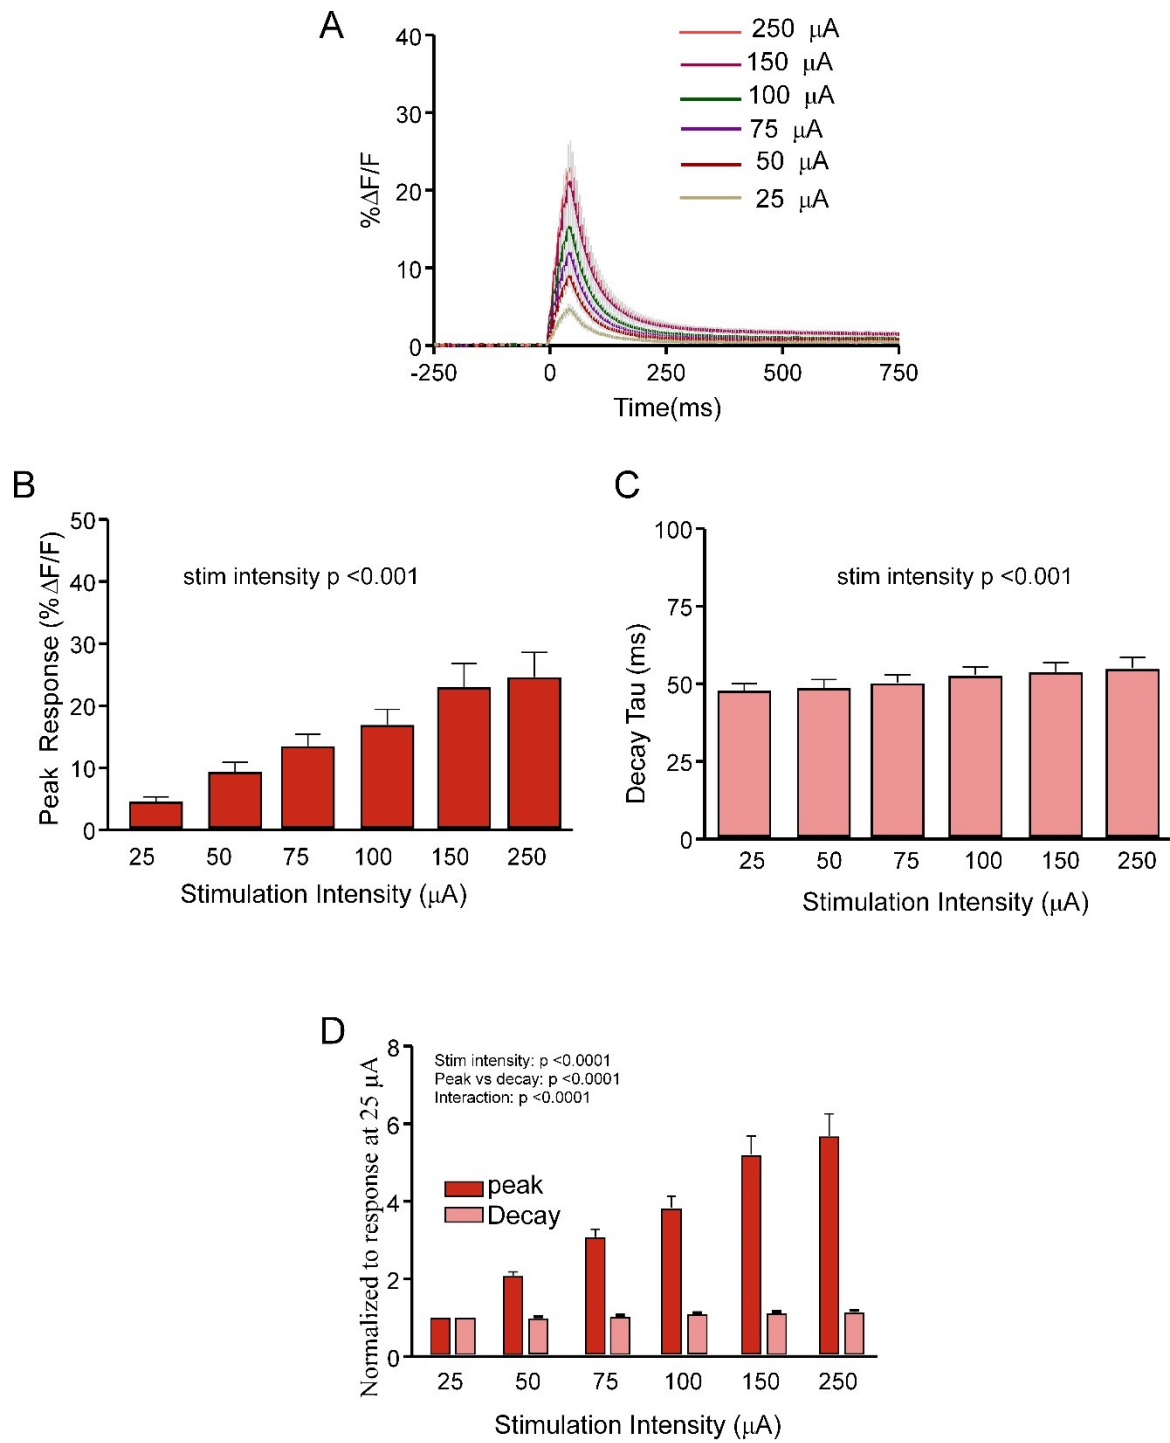 A
40
30
20
10
0
%ΔF/F
-250
0
250
500
750
Time(ms)
250 μA
150 μA
100 μA
75 μA
50 μA
25 μA
B
50
40
30
20
10
0
Peak Response (%ΔF/F)
stim intensity p <0.001
25
50
75
100
150
250
Stimulation Intensity (μA)
C
100
75
50
25
0
Decay Tau (ms)
stim intensity p <0.001
25
50
75
100
150
250
Stimulation Intensity (μA)
D
8
6
4
2
0
Normalized to response at 25 μA
Stim intensity: p <0.0001
Peak vs decay: p <0.0001
Interaction: p <0.0001
peak
Decay
25
50
75
100
150
250
Stimulation Intensity (μA)